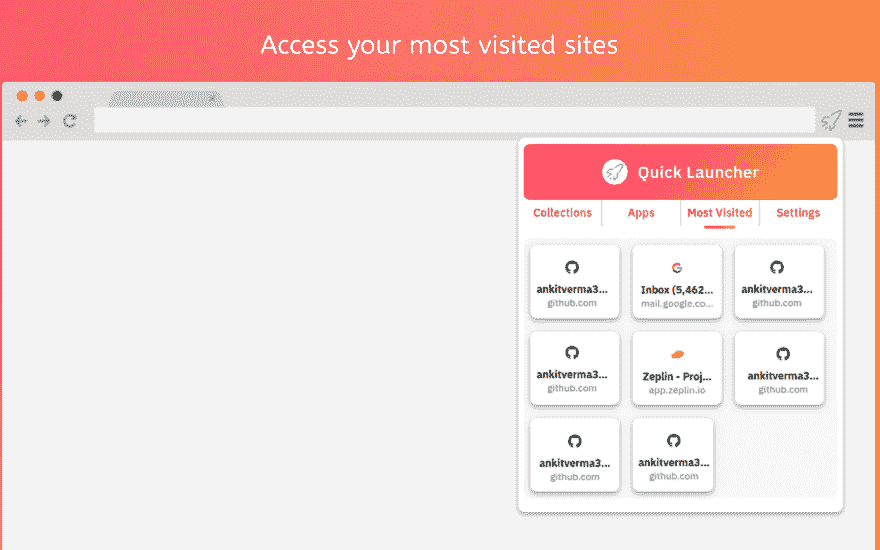 Access your most visited sites
Quick Launcher
Collections Apps Most Visited Settings
ankitverma3... Inbox (5,462... ankitverma3...
github.com mail.google.co... github.com
ankitverma3... Zeplin - Proj... ankitverma3...
github.com app.zeplin.io github.com
ankitverma3... ankitverma3...
github.com github.com